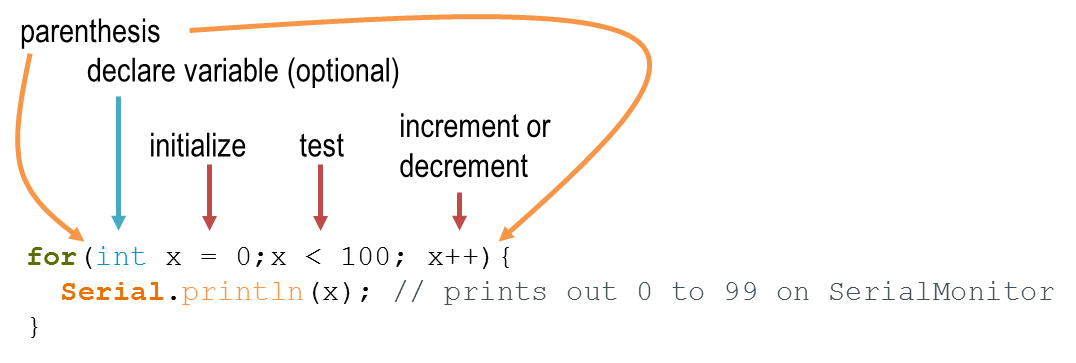 parenthesis
declare variable (optional)
initialize
test
increment or
decrement
for(int x = 0;x < 100; x++){
  Serial.println(x); // prints out 0 to 99 on SerialMonitor
}